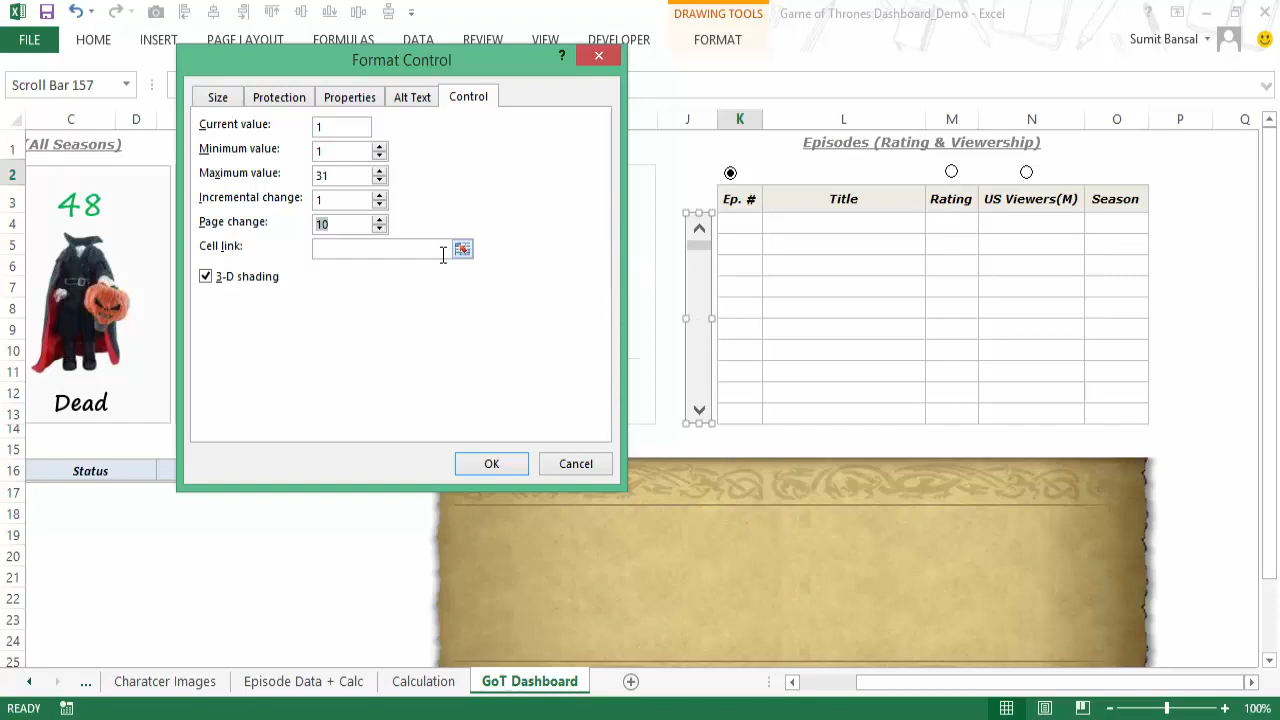 DRAWING TOOLS
Game of Thrones Dashboard_Demo - Excel
?
FILE HOME INSERT PAGE LAYOUT FORMULAS DATA REVIEW VIEW DEVELOPER FORMAT
Sumit Bansal
Scroll Bar 157
Format Control
?
Size Protection Properties Alt Text Control
Current value: 1
Minimum value: 1
Maximum value: 31
Incremental change: 1
Page change: 10
Cell link:
3-D shading
OK Cancel
C D J K L M N O P Q
1
2
3
4
5
6
7
8
9
10
11
12
13
14
15
16
17
18
19
20
21
22
23
24
25
(All Seasons)
48
Dead
Status
Episodes (Rating & Viewership)
Ep. # Title Rating US Viewers(M) Season
... Charatcer Images Episode Data + Calc Calculation GoT Dashboard
READY
100%